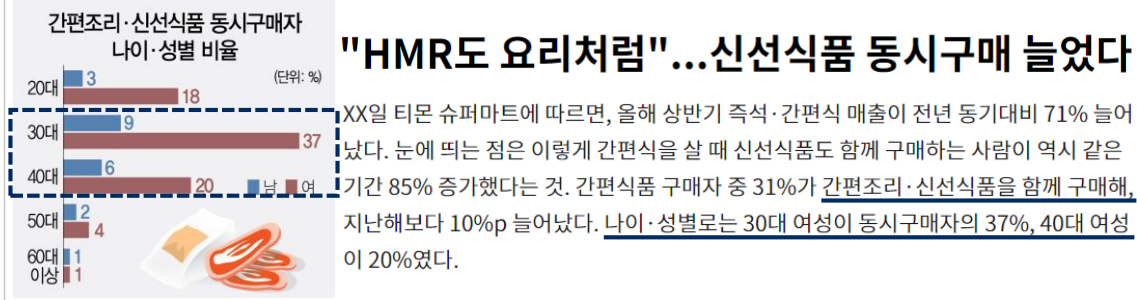 간편조리·신선식품 동시구매자
나이·성별 비율
(단위: %)
20대 3
18
30대 9
37
40대 6
20 남 여
50대 2
4
60대 이상 1
1
"HMR도 요리처럼"...신선식품 동시구매 늘었다
XX일 티몬 슈퍼마트에 따르면, 올해 상반기 즉석·간편식 매출이 전년 동기대비 71% 늘어
났다. 눈에 띄는 점은 이렇게 간편식을 살 때 신선식품도 함께 구매하는 사람이 역시 같은
기간 85% 증가했다는 것. 간편식품 구매자 중 31%가 간편조리·신선식품을 함께 구매해,
지난해보다 10%p 늘어났다. 나이·성별로는 30대 여성이 동시구매자의 37%, 40대 여성
이 20%였다.